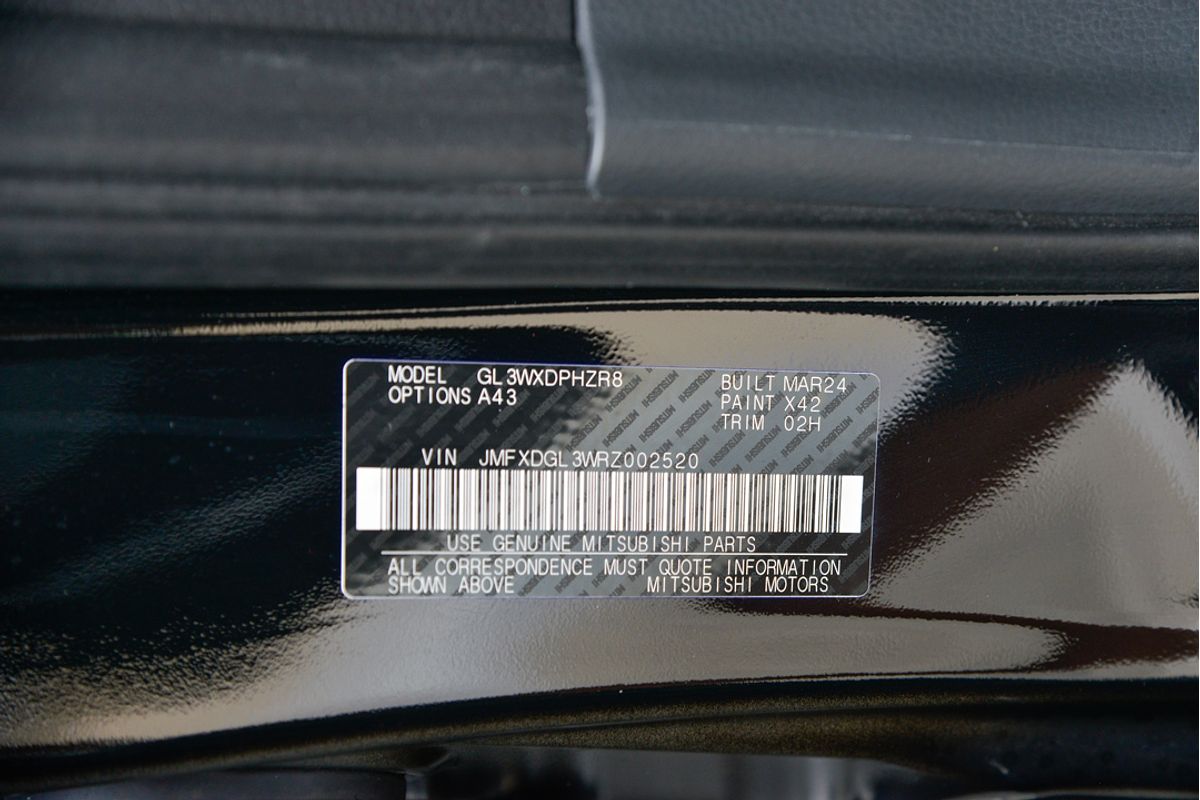 MODEL GL3WXDPHZR8 BUILT MAR24
OPTIONS A43 PAINT X42
TRIM 02H
VIN JMFXDGL3WRZ002520
USE GENUINE MITSUBISHI PARTS
ALL CORRESPONDENCE MUST QUOTE INFORMATION
SHOWN ABOVE MITSUBISHI MOTORS